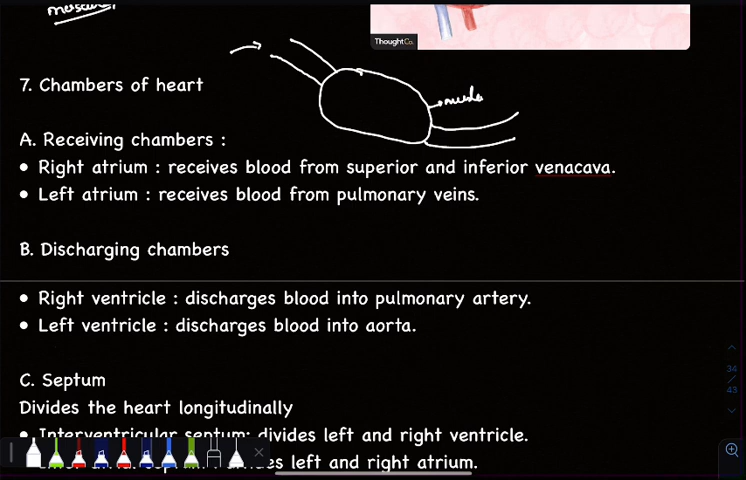 ThoughtCo.
7. Chambers of heart
A. Receiving chambers :
• Right atrium : receives blood from superior and inferior venacava.
• Left atrium : receives blood from pulmonary veins.
B. Discharging chambers
• Right ventricle : discharges blood into pulmonary artery.
• Left ventricle : discharges blood into aorta.
C. Septum
Divides the heart longitudinally
• Interventricular septum: divides left and right ventricle.
left and right atrium.
34
/
43